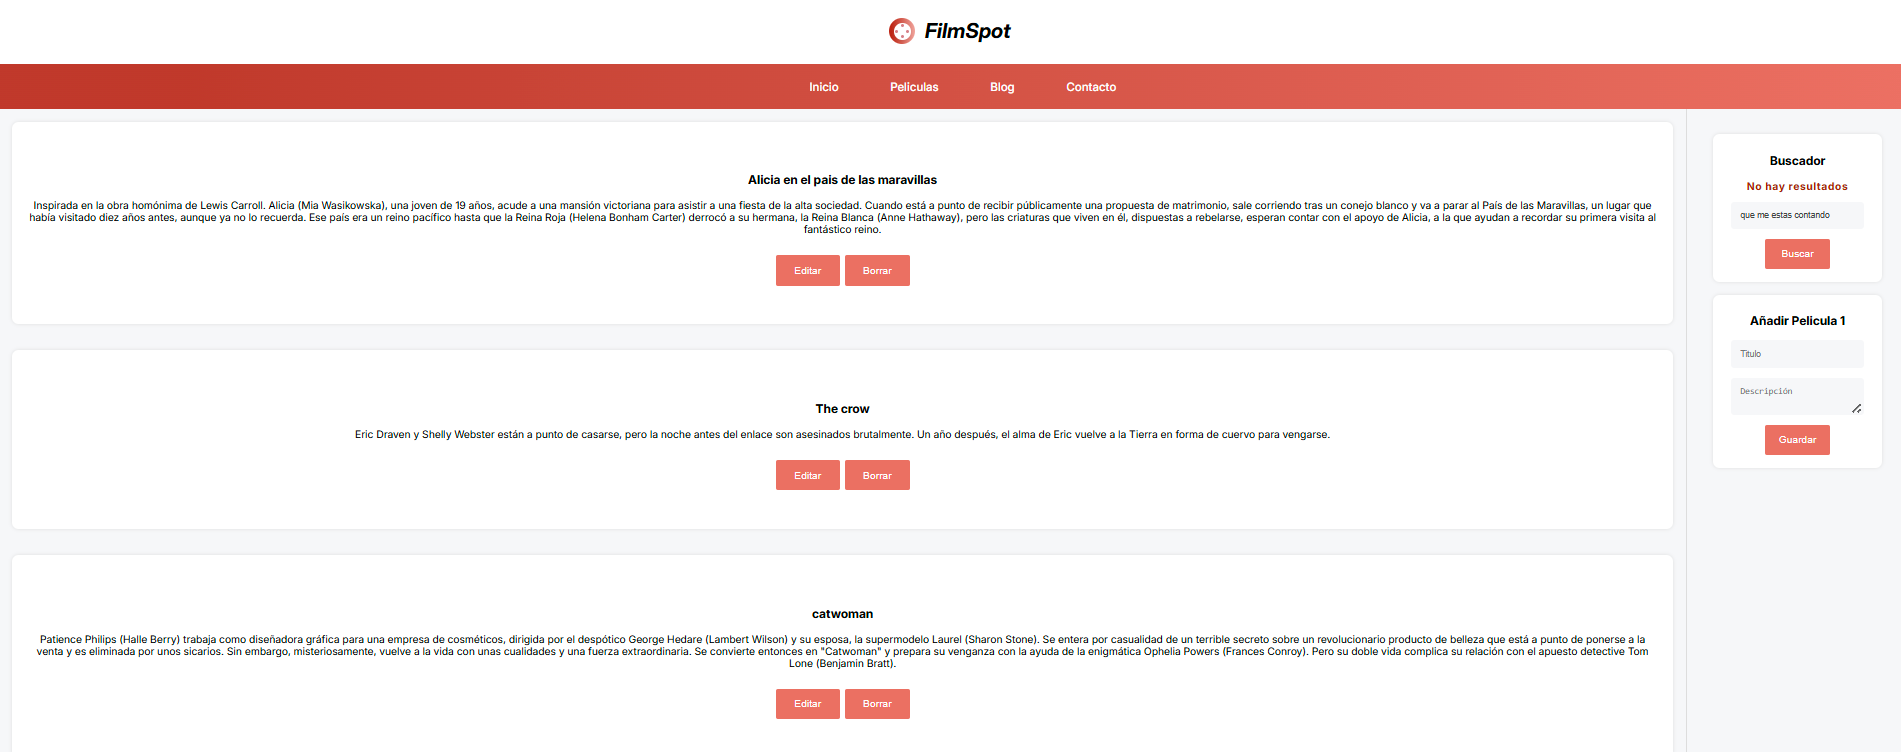 FilmSpot
Inicio Peliculas Blog Contacto
Alicia en el pais de las maravillas
Inspirada en la obra homónima de Lewis Carroll. Alicia (Mia Wasikowska), una joven de 19 años, acude a una mansión victoriana para asistir a una fiesta de la alta sociedad. Cuando está a punto de recibir públicamente una propuesta de matrimonio, sale corriendo tras un conejo blanco y va a parar al País de las Maravillas, un lugar que
había visitado diez años antes, aunque ya no lo recuerda. Ese país era un reino pacífico hasta que la Reina Roja (Helena Bonham Carter) derrocó a su hermana, la Reina Blanca (Anne Hathaway), pero las criaturas que viven en él, dispuestas a rebelarse, esperan contar con el apoyo de Alicia, a la que ayudan a recordar su primera visita al
fantástico reino.
Editar Borrar
The crow
Eric Draven y Shelly Webster están a punto de casarse, pero la noche antes del enlace son asesinados brutalmente. Un año después, el alma de Eric vuelve a la Tierra en forma de cuervo para vengarse.
Editar Borrar
catwoman
Patience Philips (Halle Berry) trabaja como diseñadora gráfica para una empresa de cosméticos, dirigida por el despótico George Hedare (Lambert Wilson) y su esposa, la supermodelo Laurel (Sharon Stone). Se entera por casualidad de un terrible secreto sobre un revolucionario producto de belleza que está a punto de ponerse a la
venta y es eliminada por unos sicarios. Sin embargo, misteriosamente, vuelve a la vida con unas cualidades y una fuerza extraordinaria. Se convierte entonces en "Catwoman" y prepara su venganza con la ayuda de la enigmática Ophelia Powers (Frances Conroy). Pero su doble vida complica su relación con el apuesto detective Tom
Lone (Benjamin Bratt).
Editar Borrar
Buscador
No hay resultados
que me estas contando
Buscar
Añadir Pelicula 1
Titulo
Descripción
Guardar